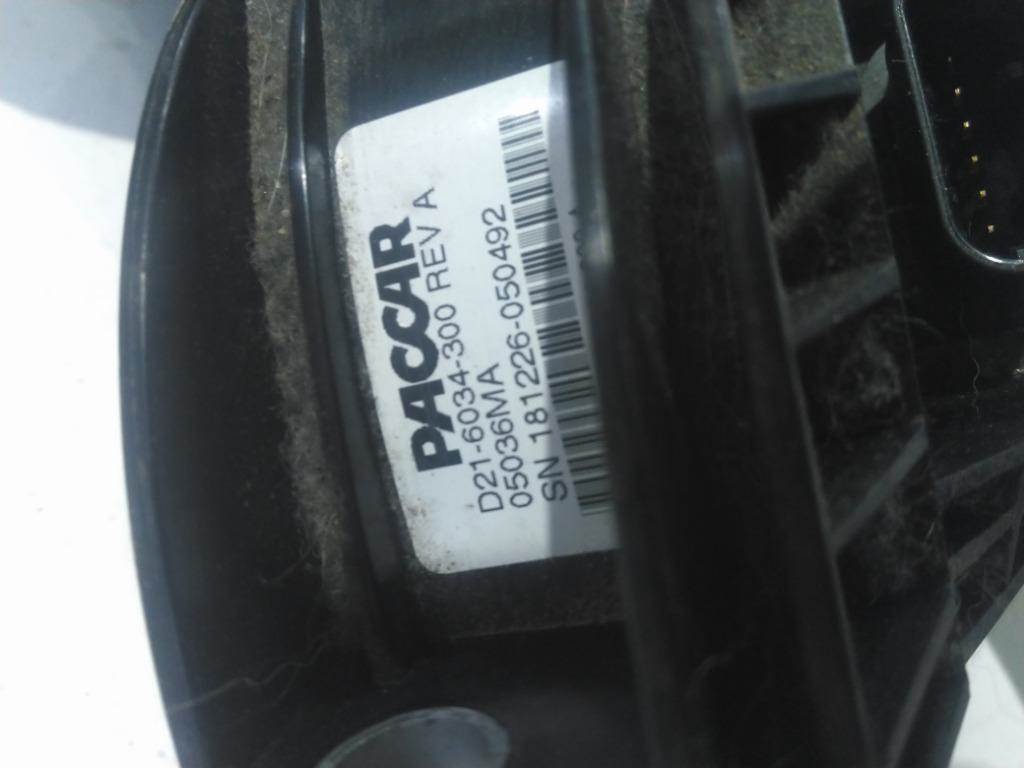 PACCAR
D21-6034-300 REV A
05036MA
SN 181226-050492